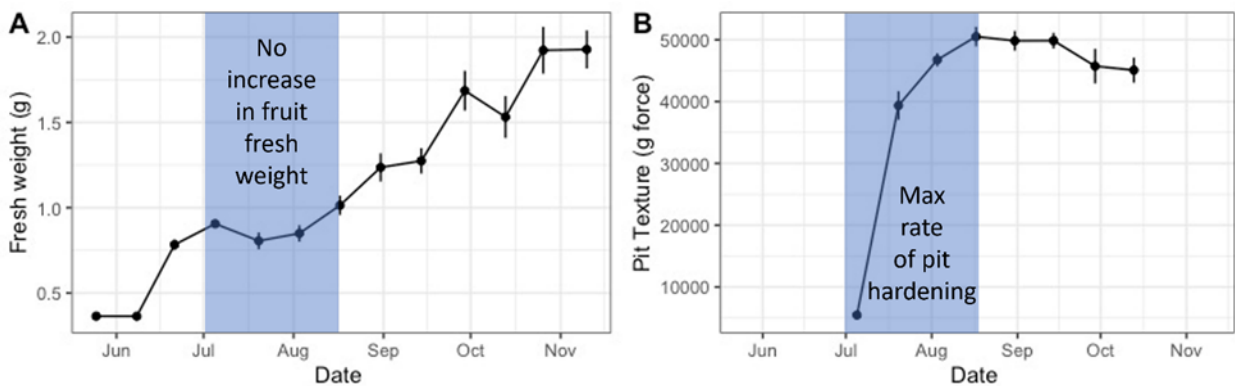 A
Fresh weight (g)
2.0
1.5
1.0
0.5
No
increase
in fruit
fresh
weight
Jun
Jul
Aug
Sep
Oct
Nov
Date
B
Pit Texture (g force)
50000
40000
30000
20000
10000
Max
rate
of pit
hardening
Jun
Jul
Aug
Sep
Oct
Nov
Date